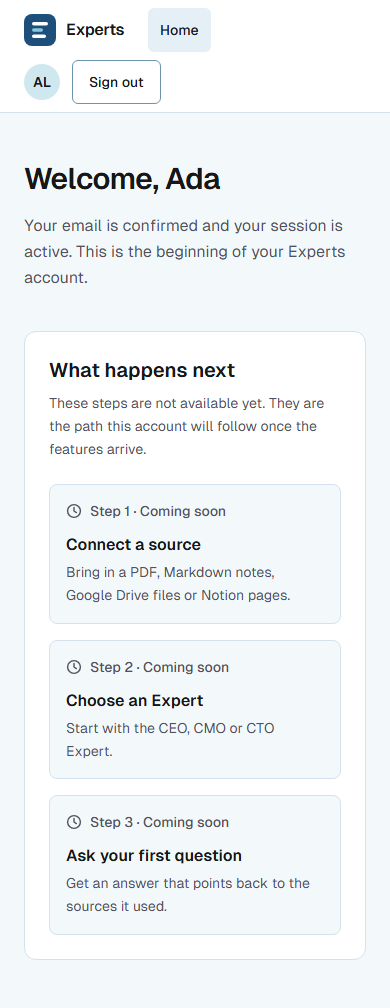 Experts
Home
AL
Sign out
Welcome, Ada
Your email is confirmed and your session is
active. This is the beginning of your Experts
account.
What happens next
These steps are not available yet. They are
the path this account will follow once the
features arrive.
Step 1 · Coming soon
Connect a source
Bring in a PDF, Markdown notes,
Google Drive files or Notion pages.
Step 2 · Coming soon
Choose an Expert
Start with the CEO, CMO or CTO
Expert.
Step 3 · Coming soon
Ask your first question
Get an answer that points back to the
sources it used.